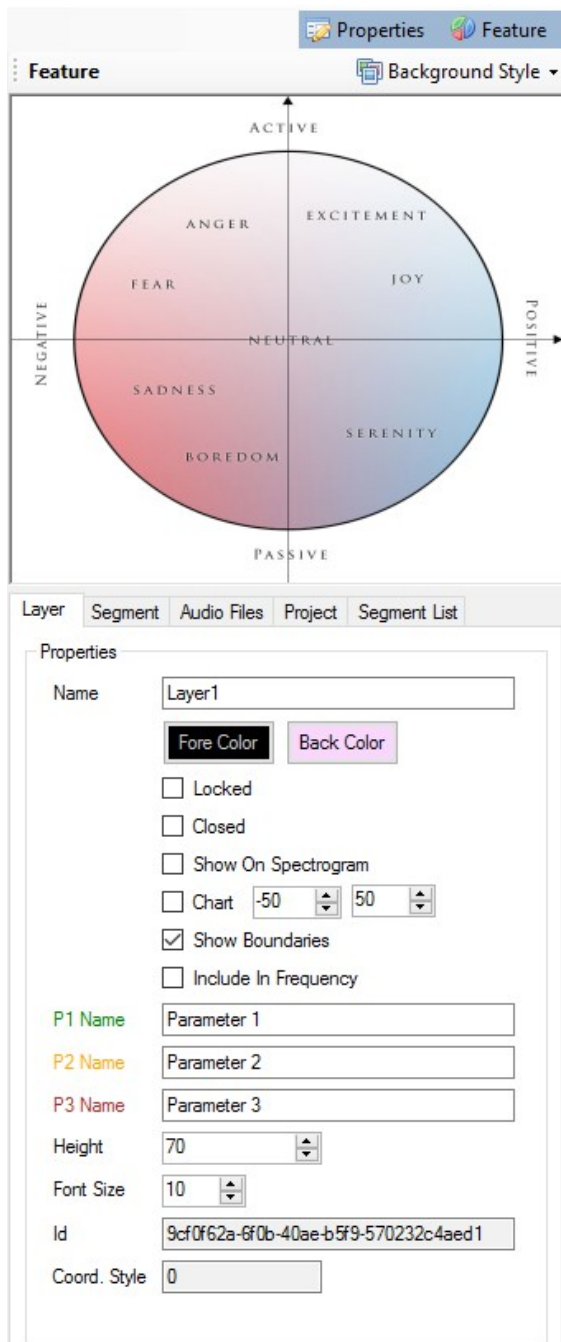 Properties Feature
Feature Background Style
ACTIVE
ANGER EXCITEMENT
FEAR JOY
NEGATIVE NEUTRAL POSITIVE
SADNESS
SERENITY
BOREDOM
PASSIVE
Layer Segment Audio Files Project Segment List
Properties
Name Layer1
Fore Color Back Color
Locked
Closed
Show On Spectrogram
Chart -50 50
Show Boundaries
Include In Frequency
P1 Name Parameter 1
P2 Name Parameter 2
P3 Name Parameter 3
Height 70
Font Size 10
Id 9cf0f62a-6f0b-40ae-b5f9-570232c4aed1
Coord. Style 0